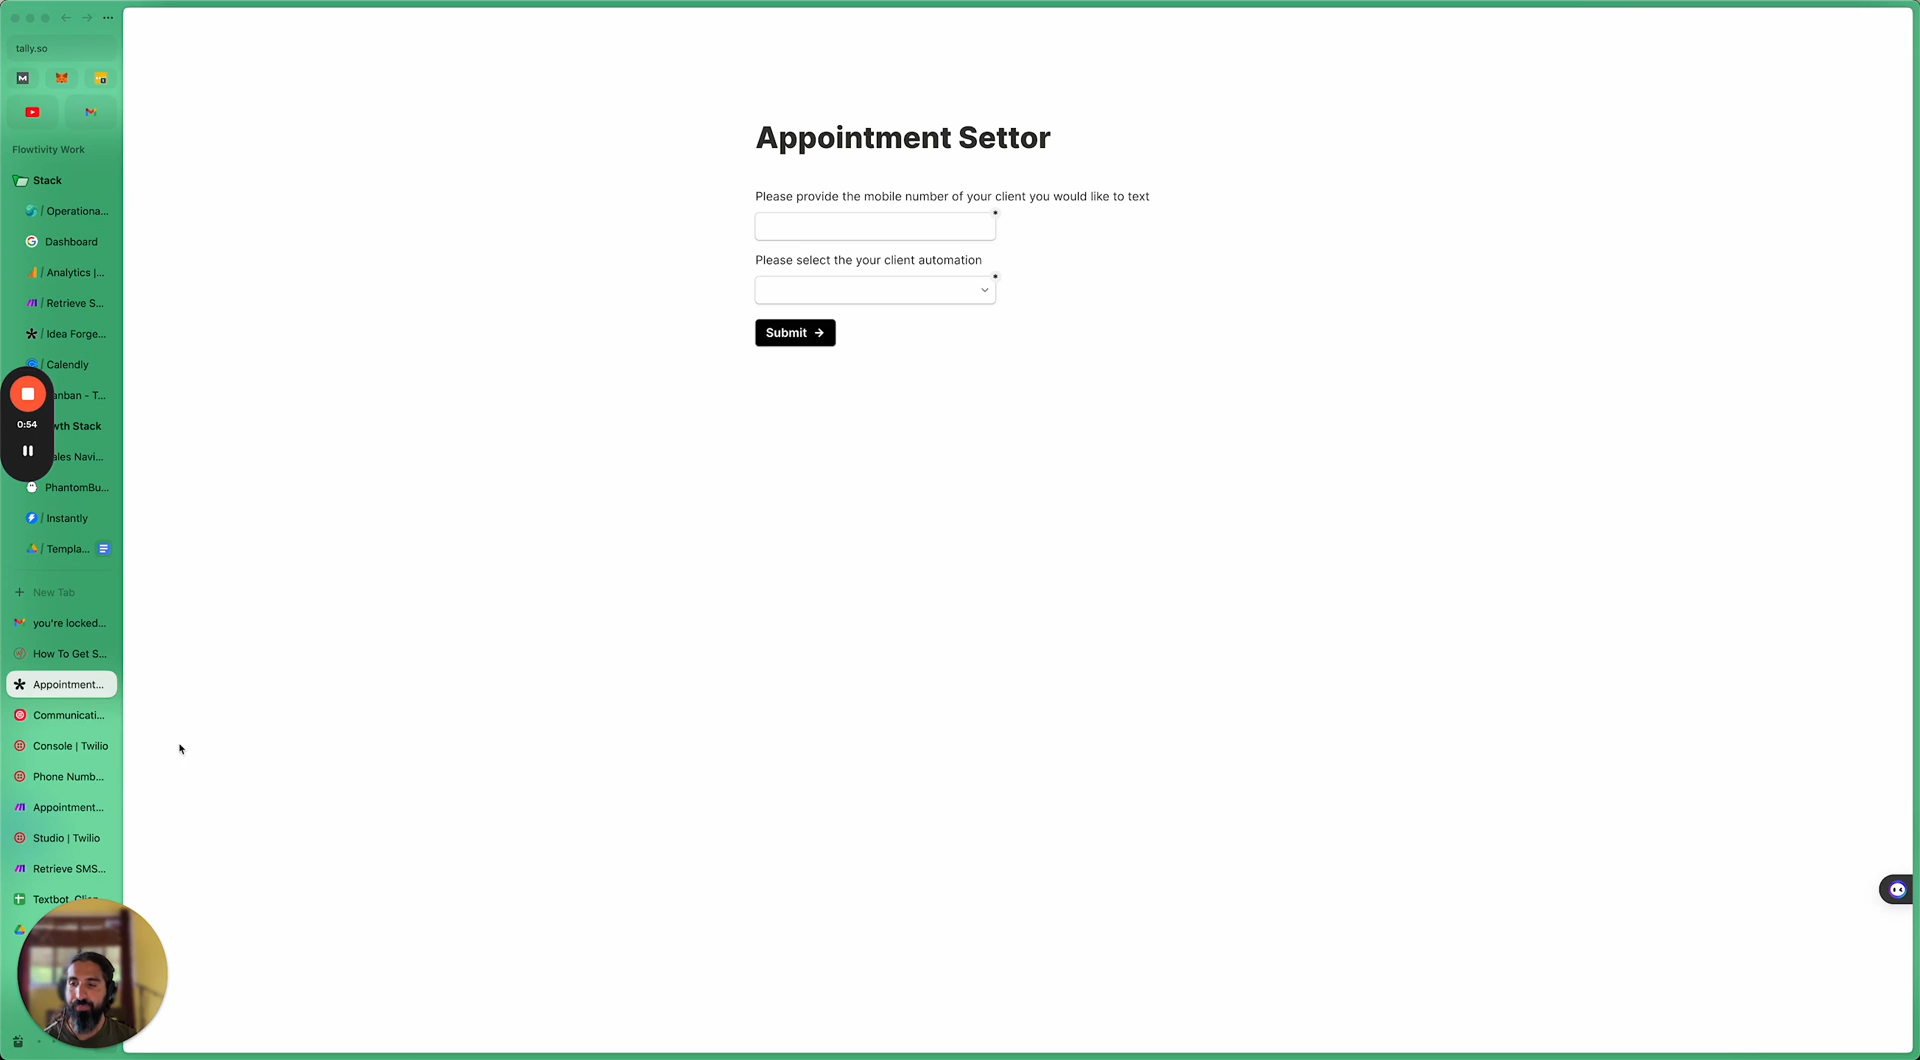 tally.so
Flowtivity Work
Stack
/ Operationa...
Dashboard
/ Analytics |...
/ Retrieve S...
/ Idea Forge...
/ Calendly
anban - T...
wth Stack
ales Navi...
PhantomBu...
/ Instantly
/ Templa...
New Tab
you're locked...
How To Get S...
Appointment...
Communicati...
Console | Twilio
Phone Numb...
Appointment...
Studio | Twilio
Retrieve SMS...
Textbot
0:54
Appointment Settor
Please provide the mobile number of your client you would like to text
*
Please select the your client automation
*
Submit →